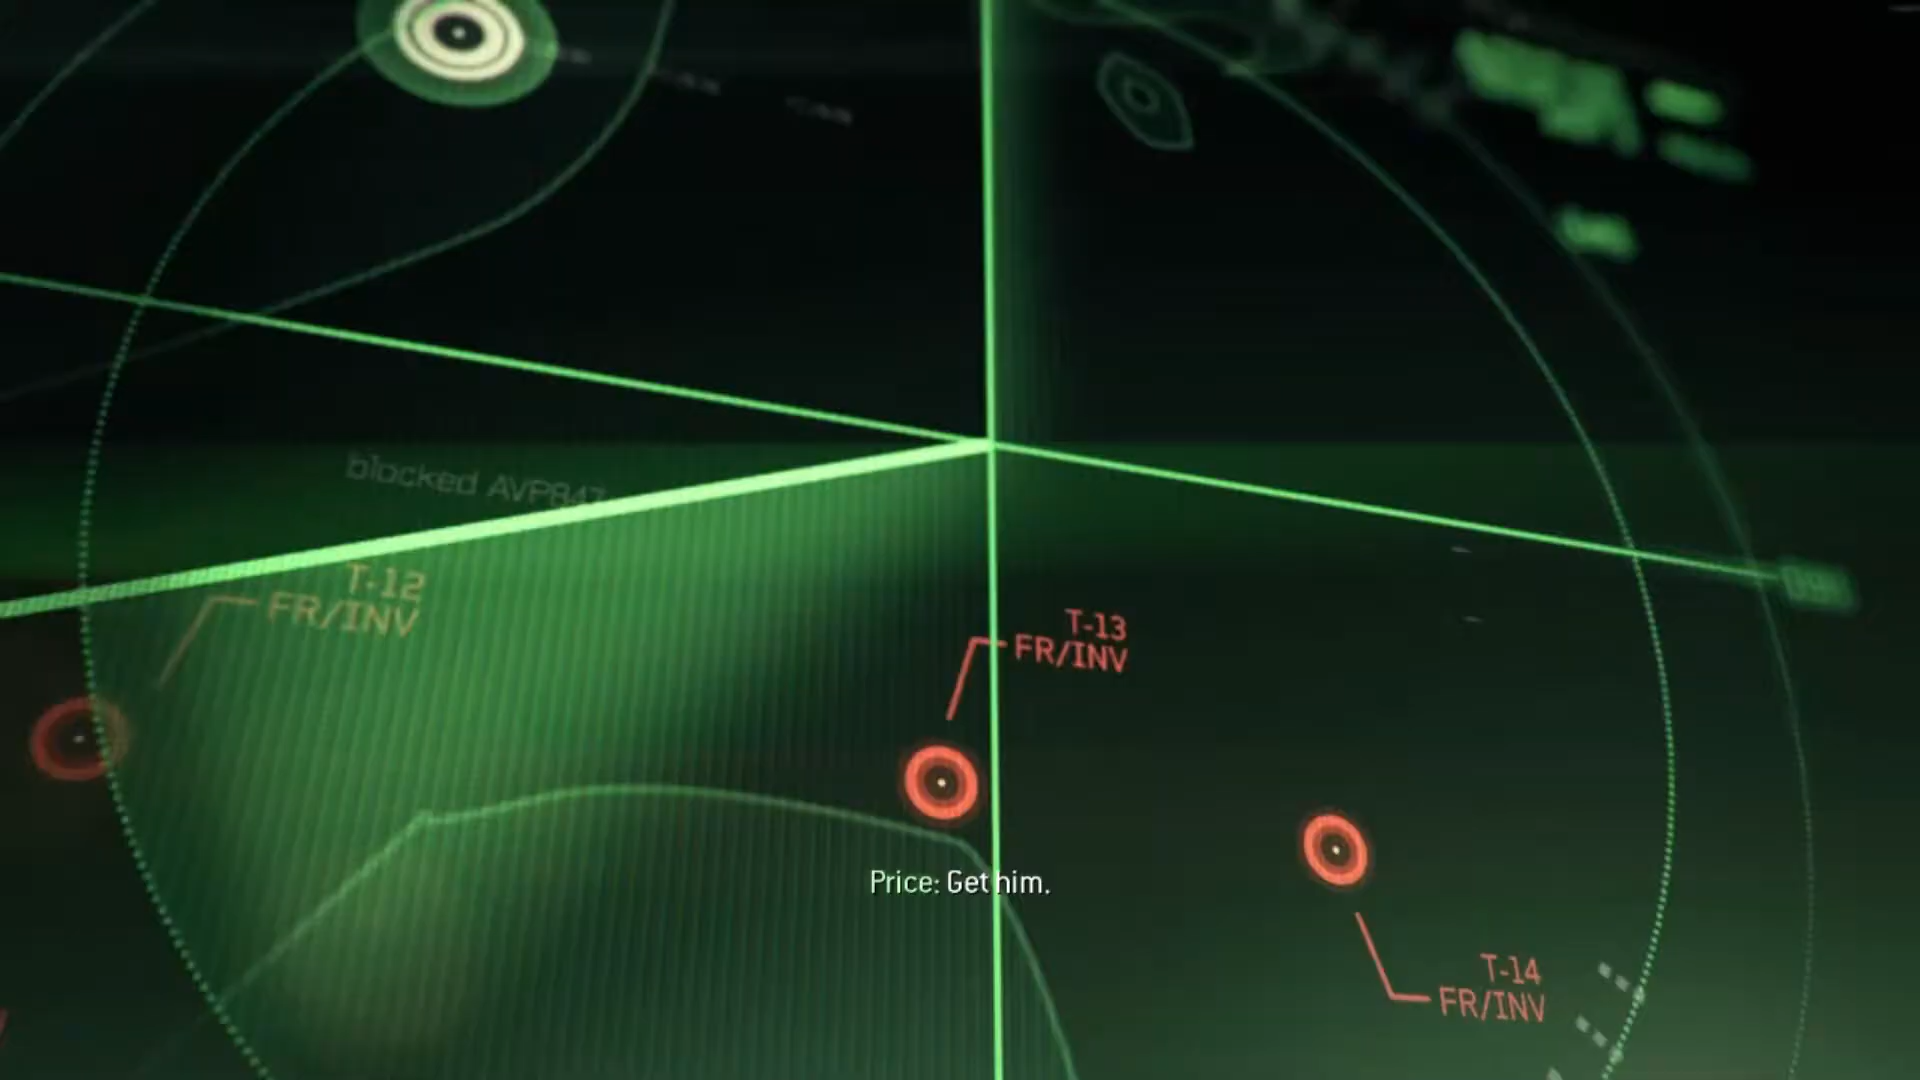 blocked AVP847
T-12
FR/INV
T-13
FR/INV
Price: Get him.
T-14
FR/INV